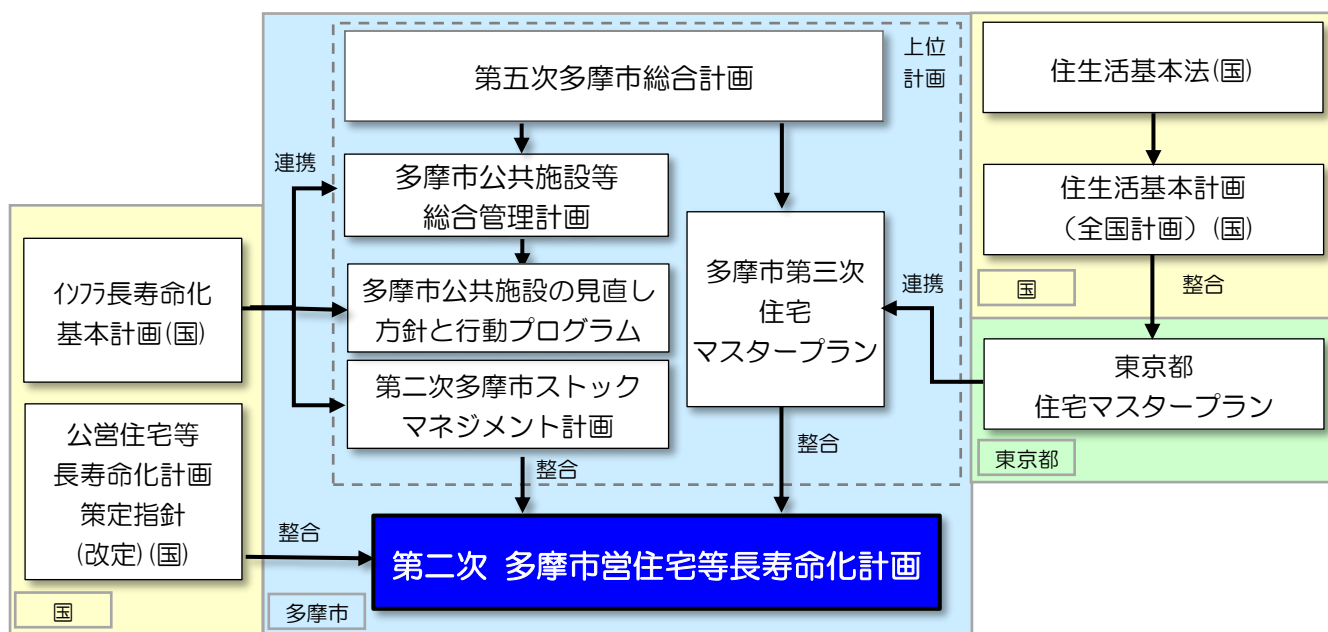 上位
計画
第五次多摩市総合計画
連携
多摩市公共施設等
総合管理計画
多摩市公共施設の見直し
方針と行動プログラム
第二次多摩市ストック
マネジメント計画
整合
多摩市第三次
住宅
マスタープラン
整合
連携
住生活基本法(国)
住生活基本計画
（全国計画）(国)
国
整合
東京都
住宅マスタープラン
東京都
ｲﾝﾌﾗ長寿命化
基本計画(国)
公営住宅等
長寿命化計画
策定指針
(改定)(国)
整合
国
第二次 多摩市営住宅等長寿命化計画
多摩市